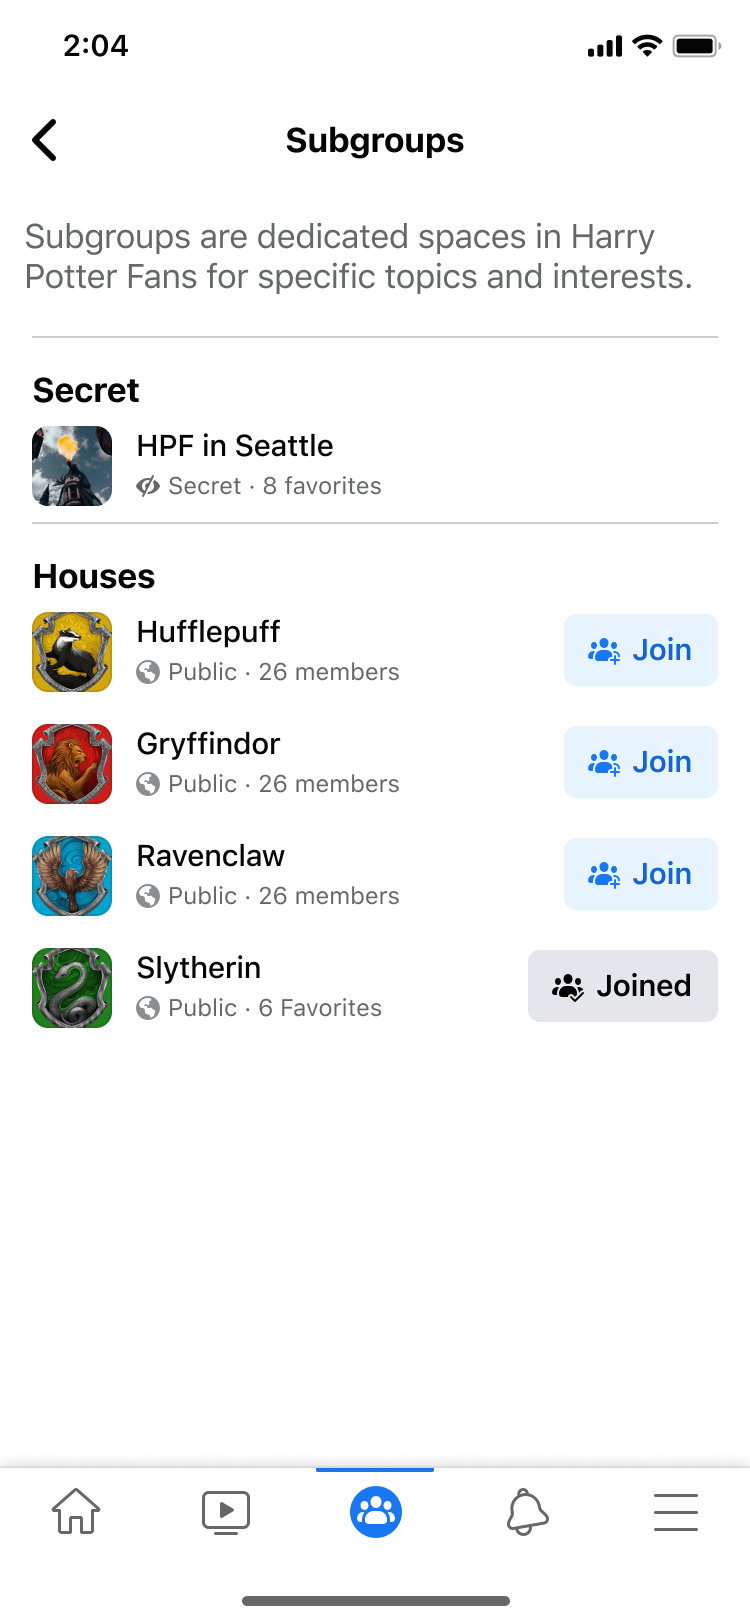 2:04
Subgroups
Subgroups are dedicated spaces in Harry
Potter Fans for specific topics and interests.
Secret
HPF in Seattle
Secret · 8 favorites
Houses
Hufflepuff
Public · 26 members
Join
Gryffindor
Public · 26 members
Join
Ravenclaw
Public · 26 members
Join
Slytherin
Public · 6 Favorites
Joined